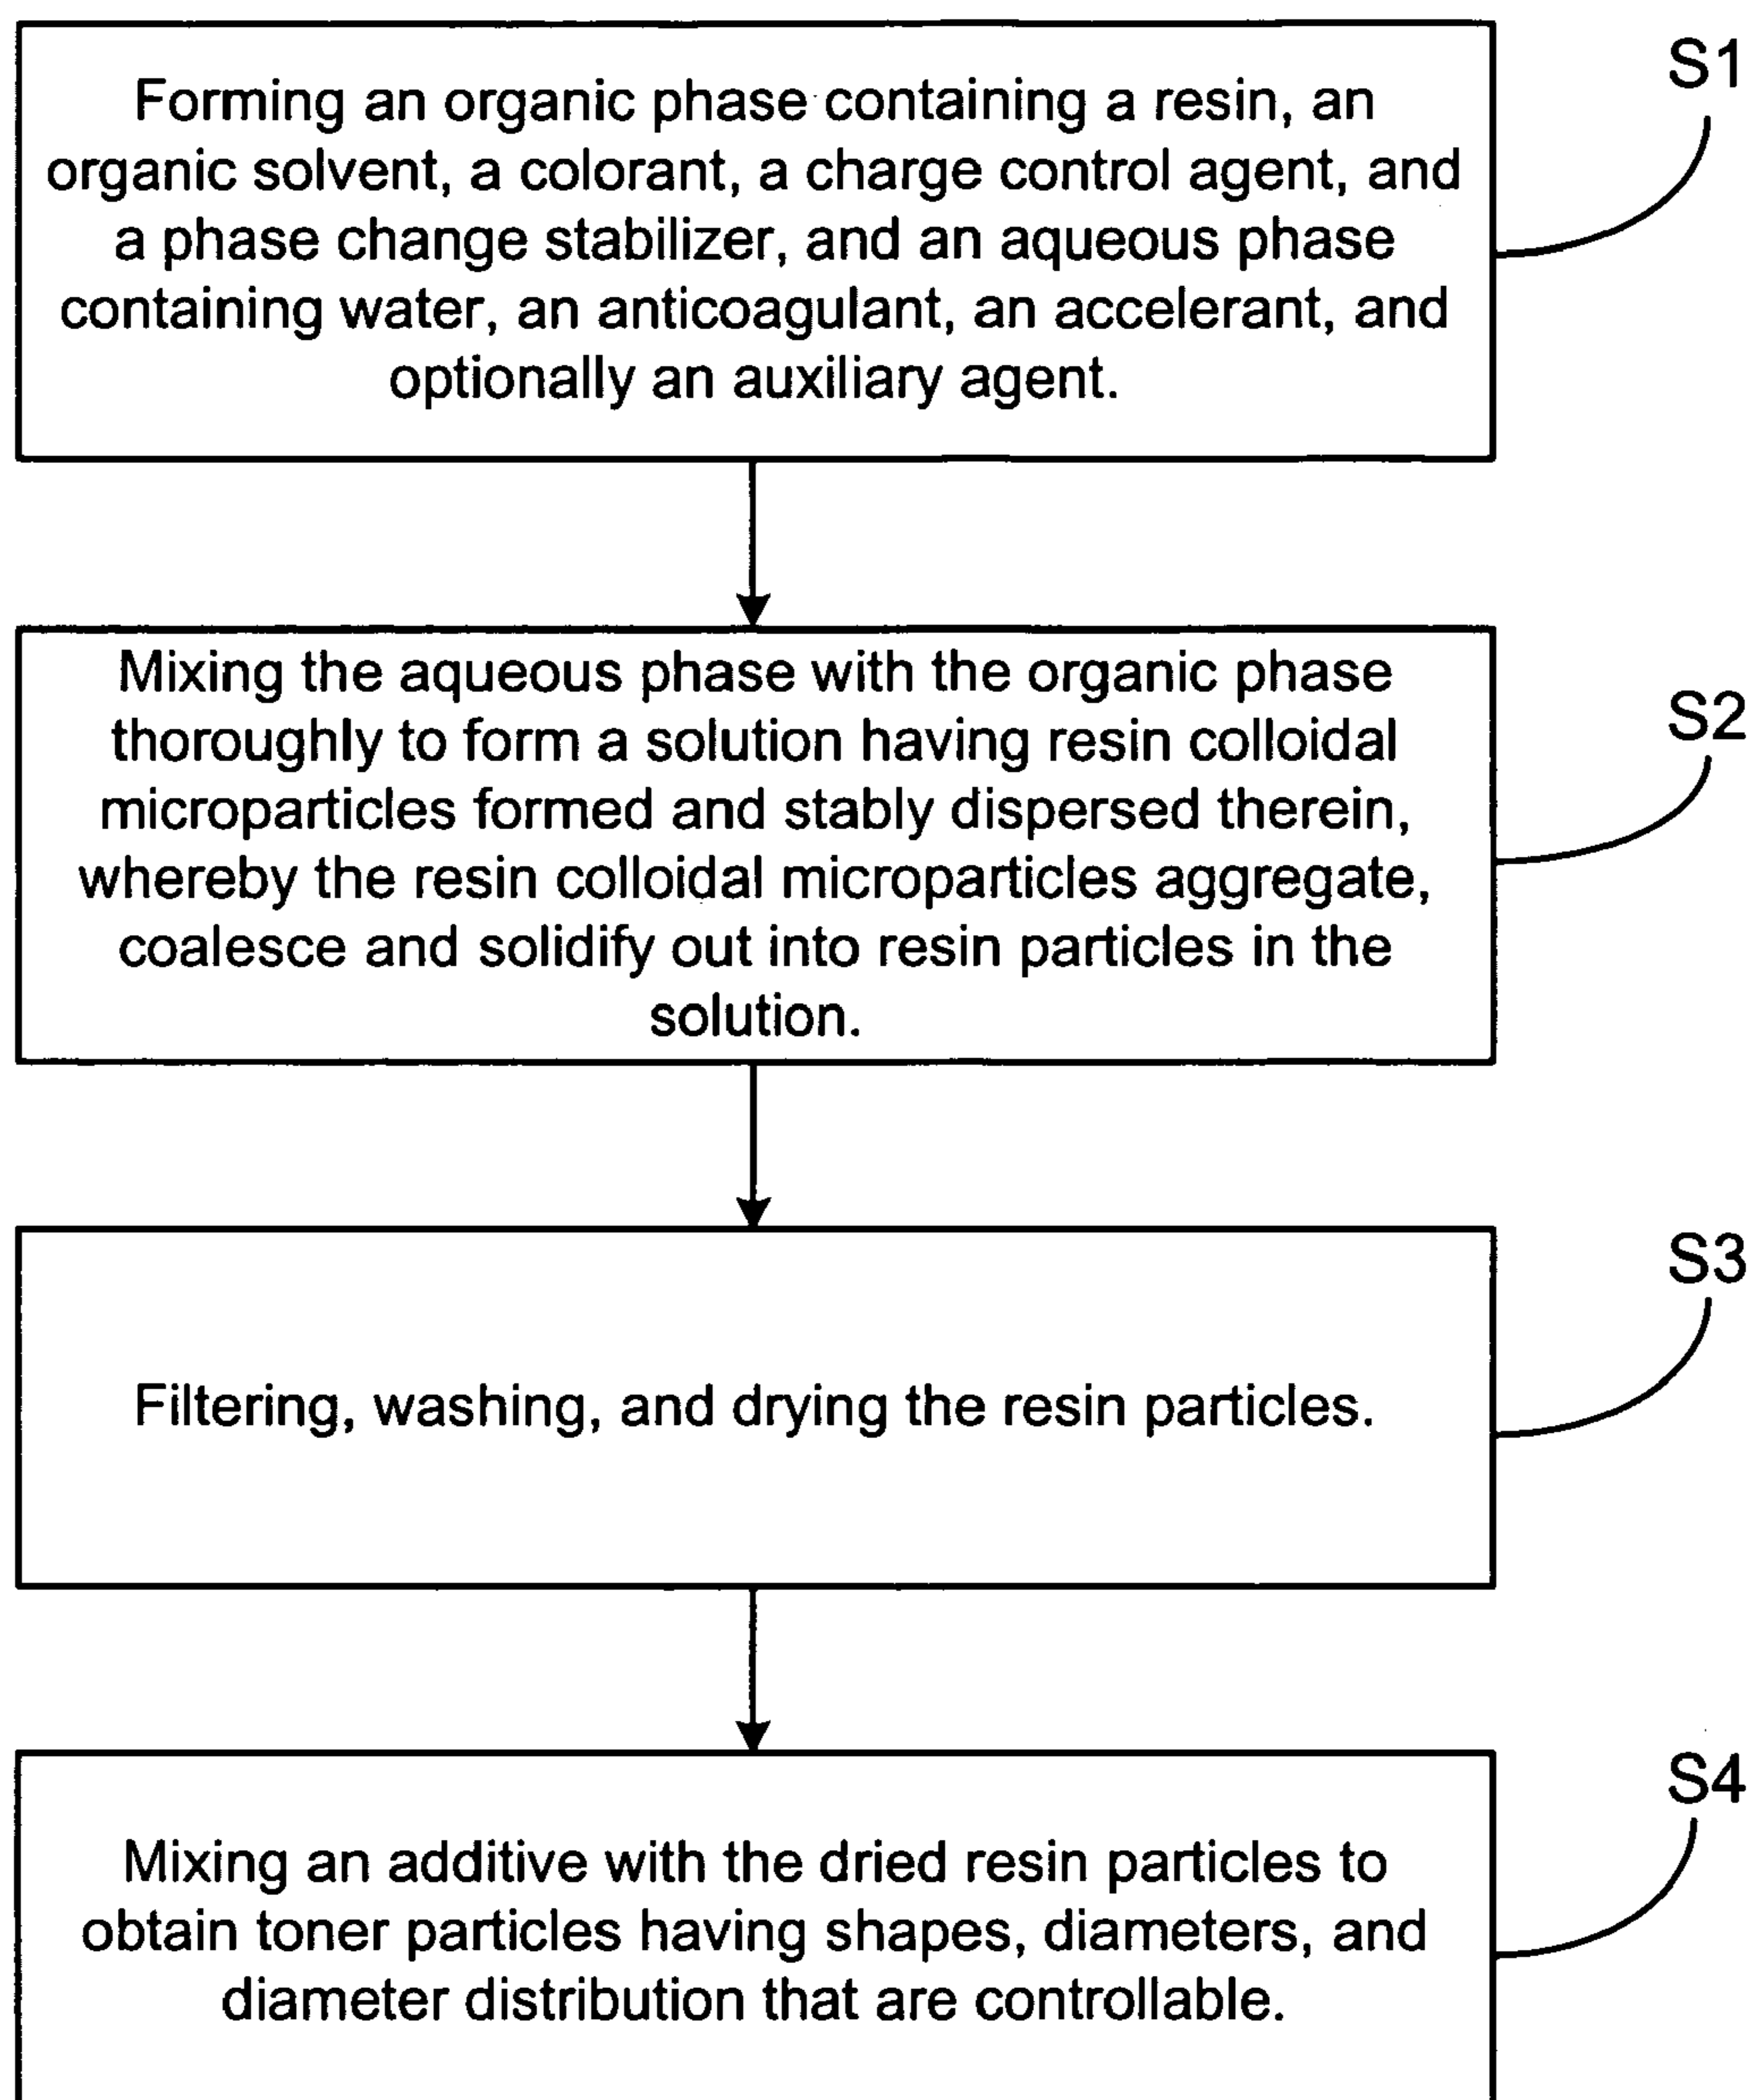 S1
Forming an organic phase containing a resin, an
organic solvent, a colorant, a charge control agent, and
a phase change stabilizer, and an aqueous phase
containing water, an anticoagulant, an accelerant, and
optionally an auxiliary agent.
S2
Mixing the aqueous phase with the organic phase
thoroughly to form a solution having resin colloidal
microparticles formed and stably dispersed therein,
whereby the resin colloidal microparticles aggregate,
coalesce and solidify out into resin particles in the
solution.
S3
Filtering, washing, and drying the resin particles.
S4
Mixing an additive with the dried resin particles to
obtain toner particles having shapes, diameters, and
diameter distribution that are controllable.